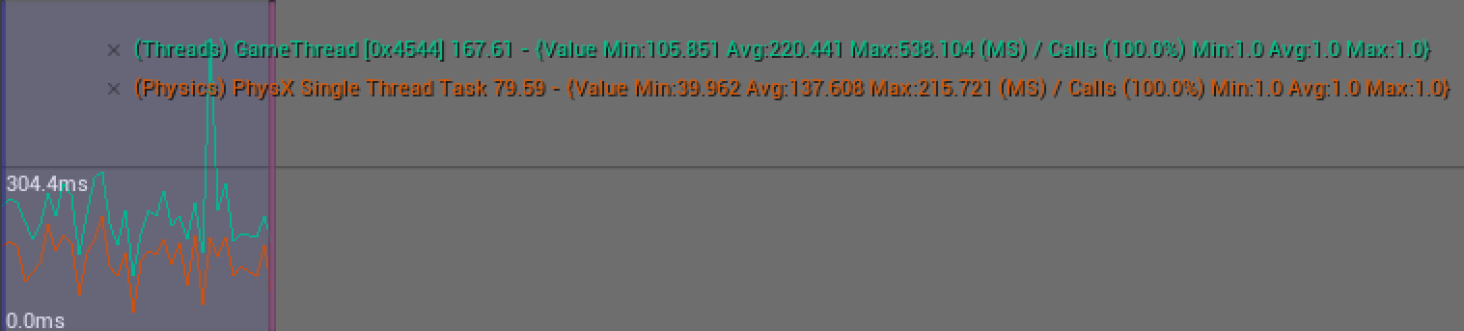 × (Threads) GameThread [0x4544] 167.61 - {Value Min:105.851 Avg:220.441 Max:538.104 (MS) / Calls (100.0%) Min:1.0 Avg:1.0 Max:1.0}
× (Physics) PhysX Single Thread Task 79.59 - {Value Min:39.962 Avg:137.608 Max:215.721 (MS) / Calls (100.0%) Min:1.0 Avg:1.0 Max:1.0}
304.4ms
0.0ms